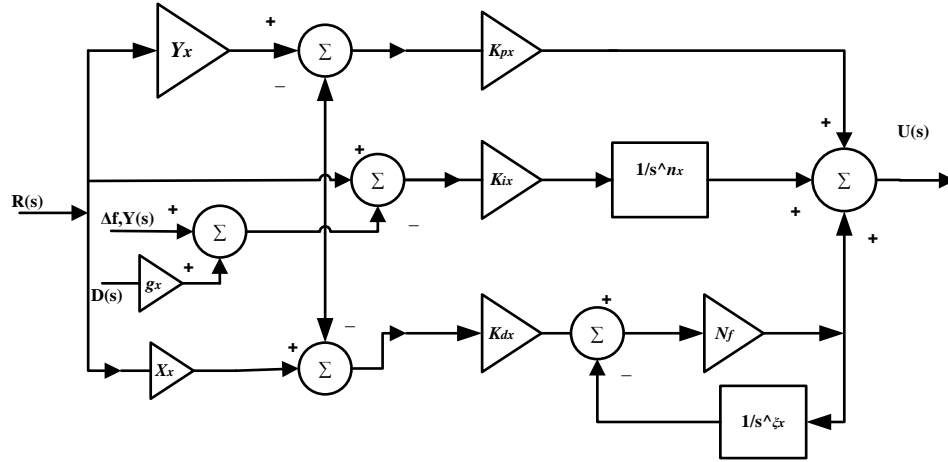 +
Yx
Σ
−
Kpx
+
U(s)
+
Σ
−
Kix
1/s^nx
+
Σ
+
R(s)
Δf,Y(s)
+
Σ
D(s)
gx
+
−
+
Xx
Σ
Kdx
+
Σ
−
Nf
1/s^ξx